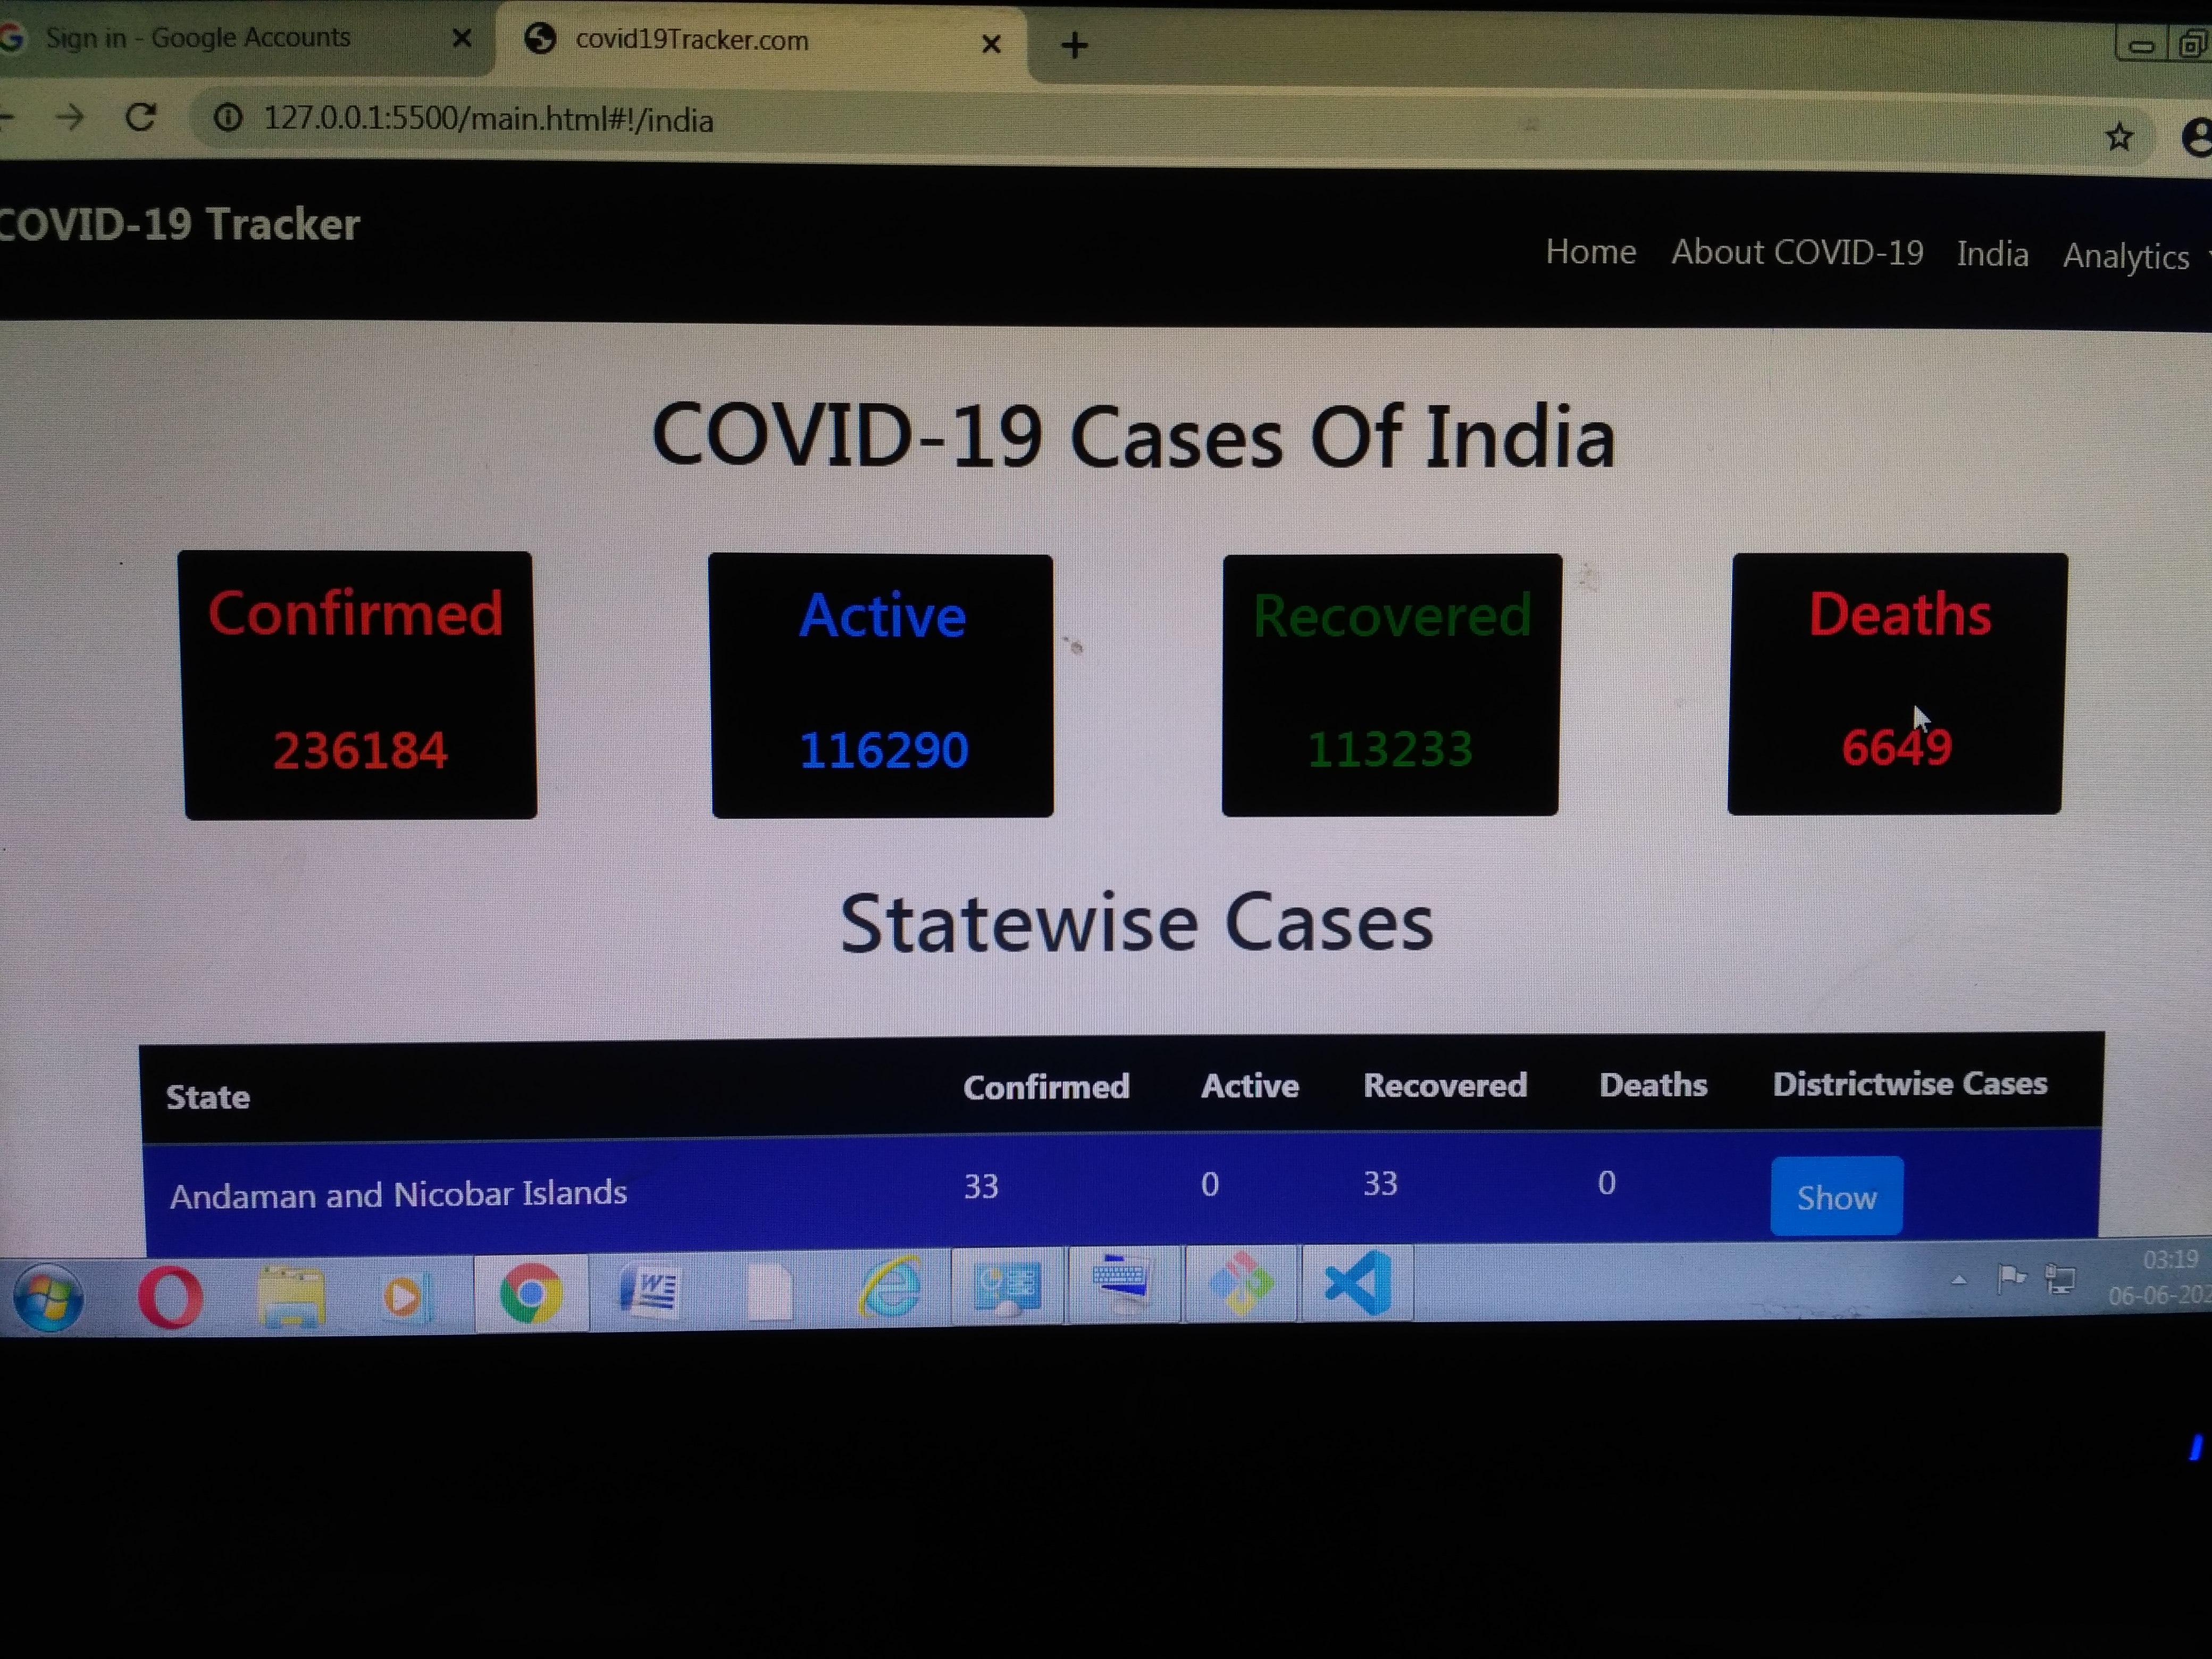 Sign in - Google Accounts
covid19Tracker.com
127.0.0.1:5500/main.html#!/india
COVID-19 Tracker
Home About COVID-19 India Analytics
COVID-19 Cases Of India
Confirmed Active Recovered Deaths
236184 116290 113233 6649
Statewise Cases
State Confirmed Active Recovered Deaths Districtwise Cases
Andaman and Nicobar Islands 33 0 33 0 Show
03:19
06-06-202